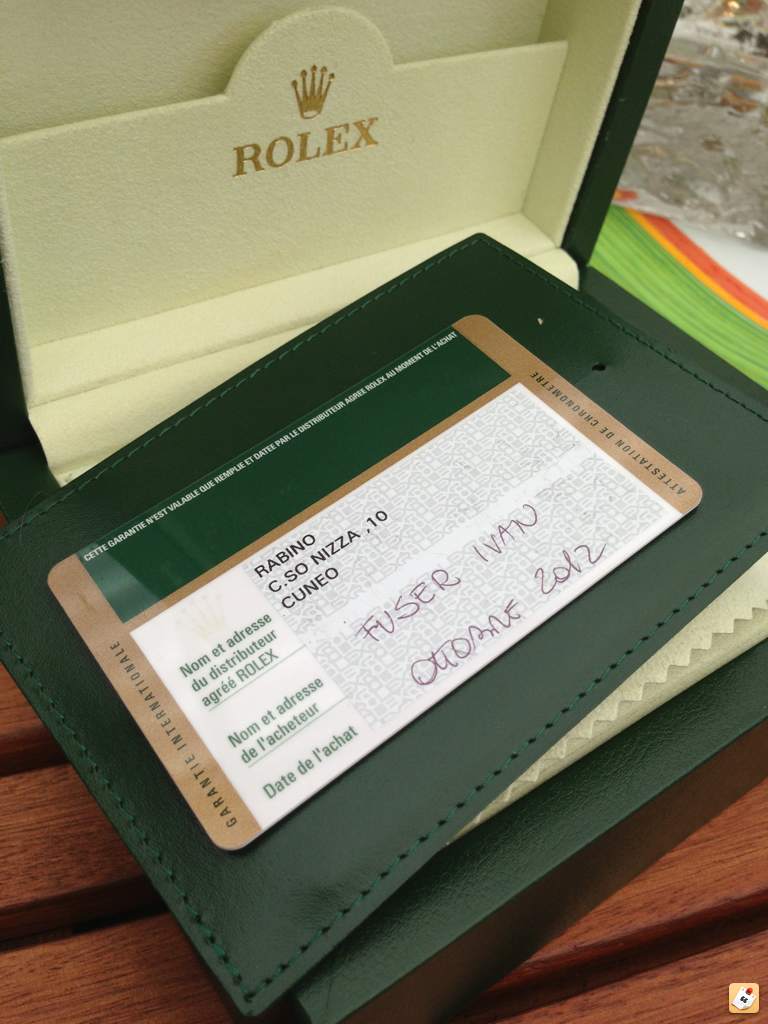 ROLEX
CETTE GARANTIE N'EST VALABLE QUE REMPLIE ET DATEE PAR LE DISTRIBUTEUR AGREE ROLEX AU MOMENT DE L'ACHAT
ATTESTATION DE CHRONOMETRE
RABINO
C.SO NIZZA ,10
CUNEO
Nom et adresse
du distributeur
agréé ROLEX
FUSER IVAN
Nom et adresse
de l'acheteur
OTTOBRE 2012
Date de l'achat
GARANTIE INTERNATIONALE